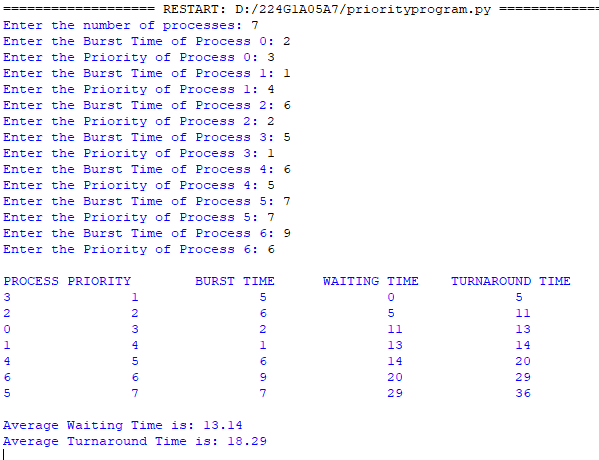 =================== RESTART: D:/224G1A05A7/priorityprogram.py =============
Enter the number of processes: 7
Enter the Burst Time of Process 0: 2
Enter the Priority of Process 0: 3
Enter the Burst Time of Process 1: 1
Enter the Priority of Process 1: 4
Enter the Burst Time of Process 2: 6
Enter the Priority of Process 2: 2
Enter the Burst Time of Process 3: 5
Enter the Priority of Process 3: 1
Enter the Burst Time of Process 4: 6
Enter the Priority of Process 4: 5
Enter the Burst Time of Process 5: 7
Enter the Priority of Process 5: 7
Enter the Burst Time of Process 6: 9
Enter the Priority of Process 6: 6
PROCESS PRIORITY        BURST TIME      WAITING TIME    TURNAROUND TIME
3               1               5               0               5
2               2               6               5               11
0               3               2               11              13
1               4               1               13              14
4               5               6               14              20
6               6               9               20              29
5               7               7               29              36
Average Waiting Time is: 13.14
Average Turnaround Time is: 18.29